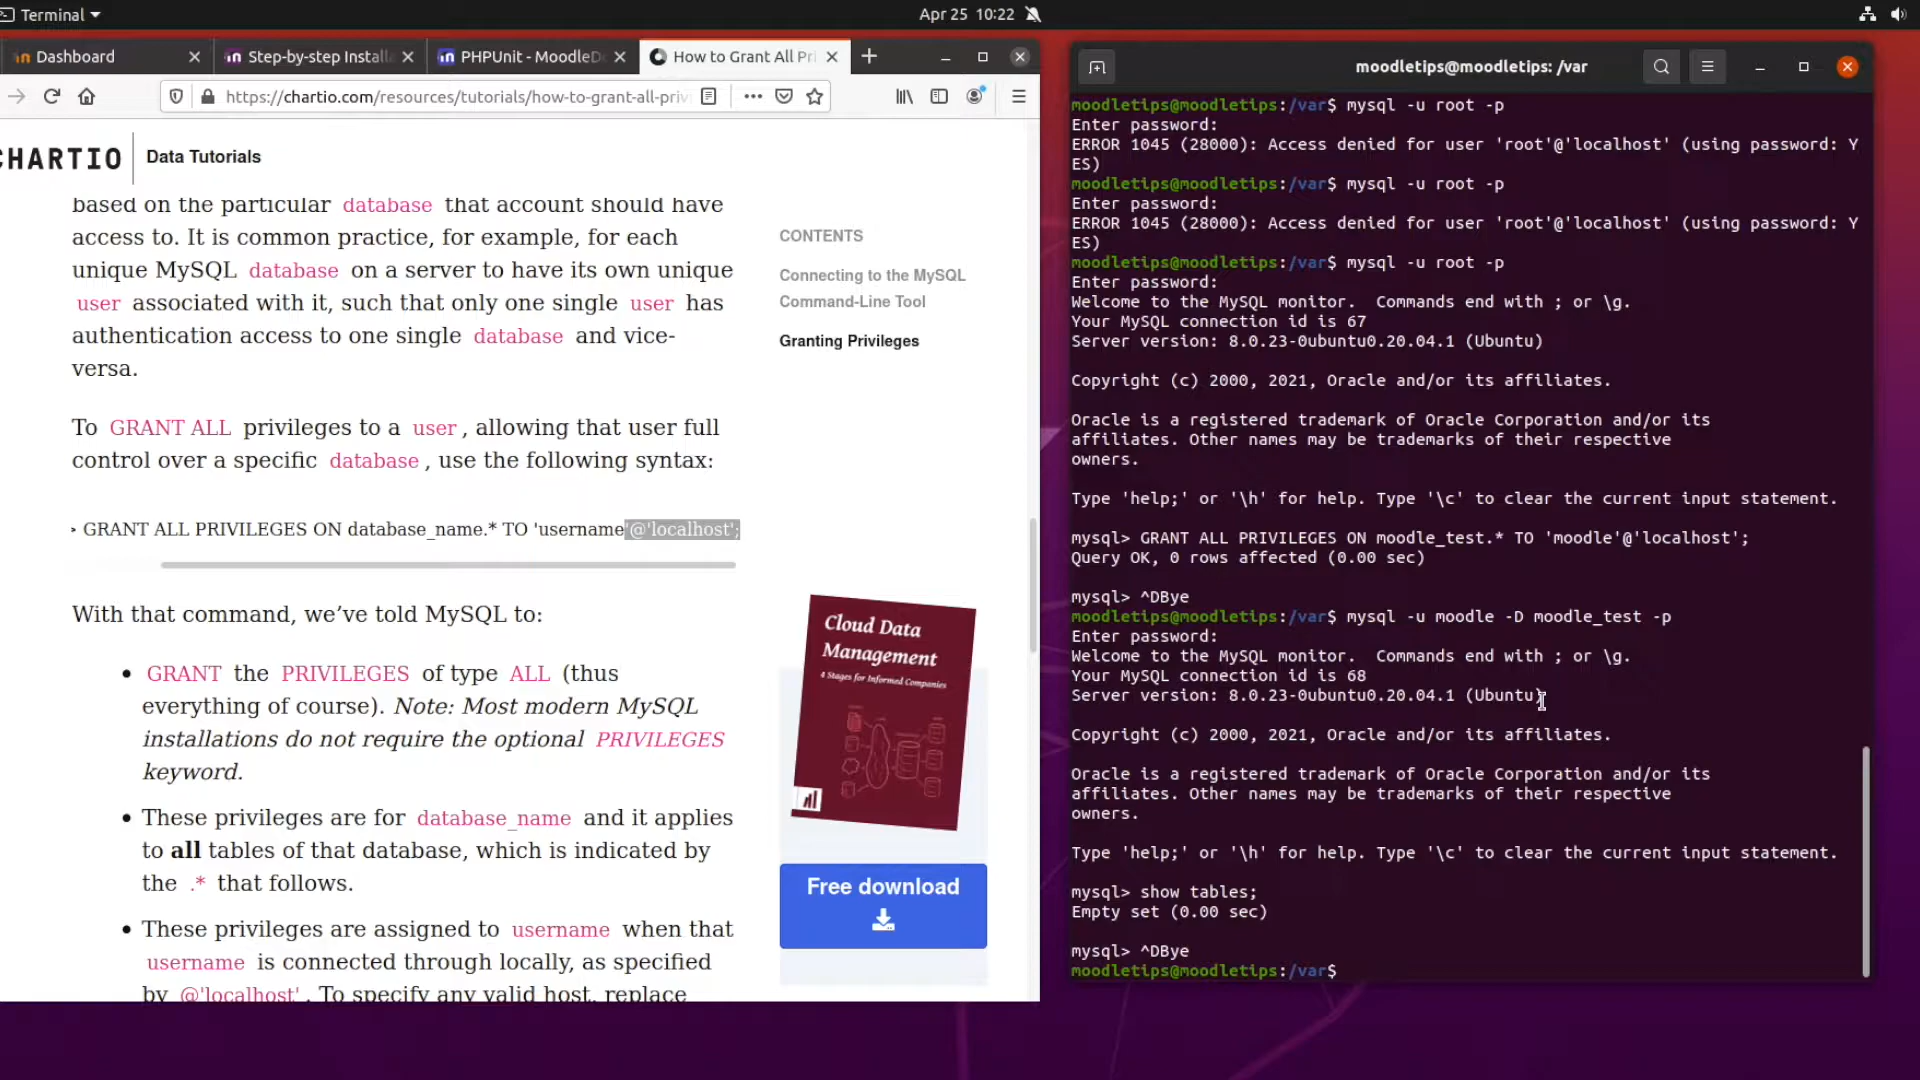 Terminal
Apr 25 10:22
Dashboard
Step-by-step Install
PHPUnit - MoodleD
How to Grant All Pri
https://chartio.com/resources/tutorials/how-to-grant-all-priv
CHARTIO
Data Tutorials
based on the particular database that account should have
access to. It is common practice, for example, for each
unique MySQL database on a server to have its own unique
user associated with it, such that only one single user has
authentication access to one single database and vice-
versa.
To GRANT ALL privileges to a user, allowing that user full
control over a specific database, use the following syntax:
> GRANT ALL PRIVILEGES ON database_name.* TO 'username'@'localhost';
With that command, we've told MySQL to:
• GRANT the PRIVILEGES of type ALL (thus
everything of course). Note: Most modern MySQL
installations do not require the optional PRIVILEGES
keyword.
• These privileges are for database_name and it applies
to all tables of that database, which is indicated by
the .* that follows.
• These privileges are assigned to username when that
username is connected through locally, as specified
by @'localhost'. To specify any valid host, replace
CONTENTS
Connecting to the MySQL
Command-Line Tool
Granting Privileges
Cloud Data
Management
4 Stages for Informed Companies
Free download
moodletips@moodletips: /var
moodletips@moodletips:/var$ mysql -u root -p
Enter password:
ERROR 1045 (28000): Access denied for user 'root'@'localhost' (using password: Y
ES)
moodletips@moodletips:/var$ mysql -u root -p
Enter password:
ERROR 1045 (28000): Access denied for user 'root'@'localhost' (using password: Y
ES)
moodletips@moodletips:/var$ mysql -u root -p
Enter password:
Welcome to the MySQL monitor.  Commands end with ; or \g.
Your MySQL connection id is 67
Server version: 8.0.23-0ubuntu0.20.04.1 (Ubuntu)
Copyright (c) 2000, 2021, Oracle and/or its affiliates.
Oracle is a registered trademark of Oracle Corporation and/or its
affiliates. Other names may be trademarks of their respective
owners.
Type 'help;' or '\h' for help. Type '\c' to clear the current input statement.
mysql> GRANT ALL PRIVILEGES ON moodle_test.* TO 'moodle'@'localhost';
Query OK, 0 rows affected (0.00 sec)
mysql> ^DBye
moodletips@moodletips:/var$ mysql -u moodle -D moodle_test -p
Enter password:
Welcome to the MySQL monitor.  Commands end with ; or \g.
Your MySQL connection id is 68
Server version: 8.0.23-0ubuntu0.20.04.1 (Ubuntu)
Copyright (c) 2000, 2021, Oracle and/or its affiliates.
Oracle is a registered trademark of Oracle Corporation and/or its
affiliates. Other names may be trademarks of their respective
owners.
Type 'help;' or '\h' for help. Type '\c' to clear the current input statement.
mysql> show tables;
Empty set (0.00 sec)
mysql> ^DBye
moodletips@moodletips:/var$